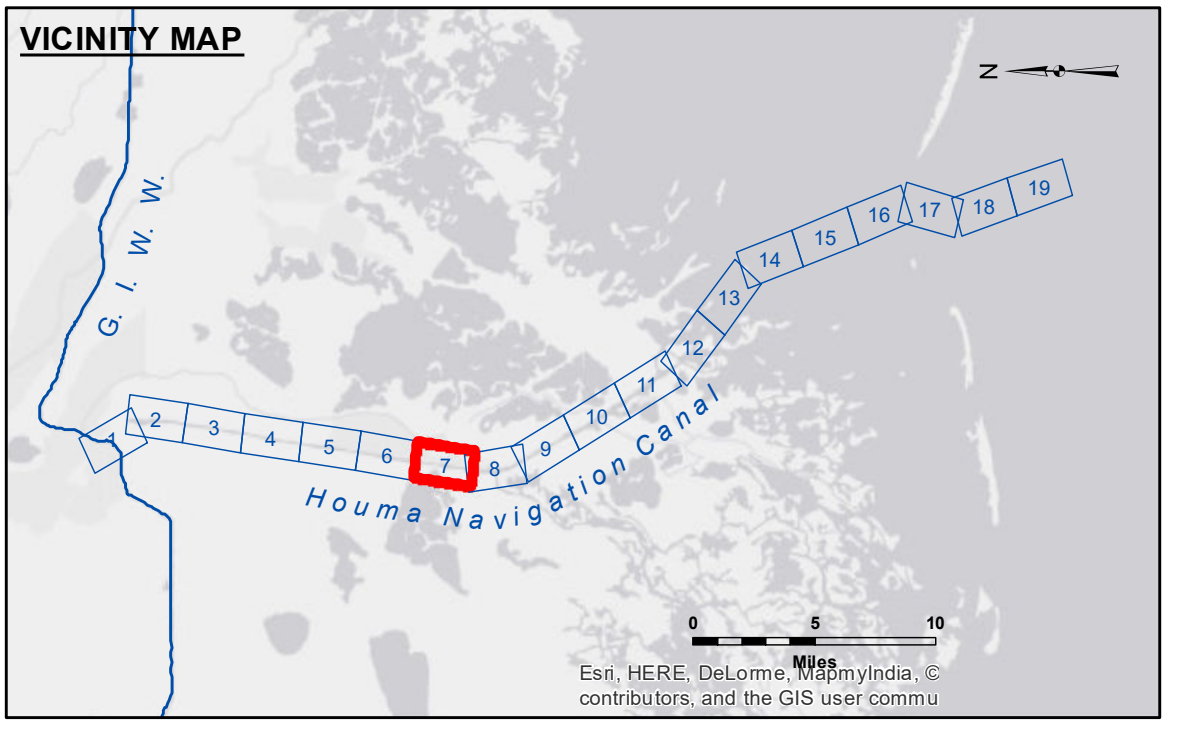 VICINITY MAP
N
G. I. W. W.
1
2
3
4
5
6
7
8
9
10
11
12
13
14
15
16
17
18
19
Houma Navigation Canal
0 5 10
Miles
Esri, HERE, DeLorme, MapmyIndia, ©
contributors, and the GIS user commu